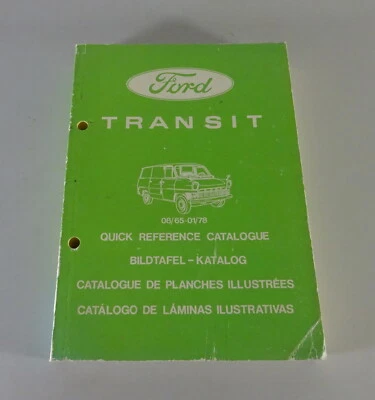 Ford
TRANSIT
08/65-01/78
QUICK REFERENCE CATALOGUE
BILDTAFEL – KATALOG
CATALOGUE DE PLANCHES ILLUSTRÉES
CATÁLOGO DE LÁMINAS ILUSTRATIVAS